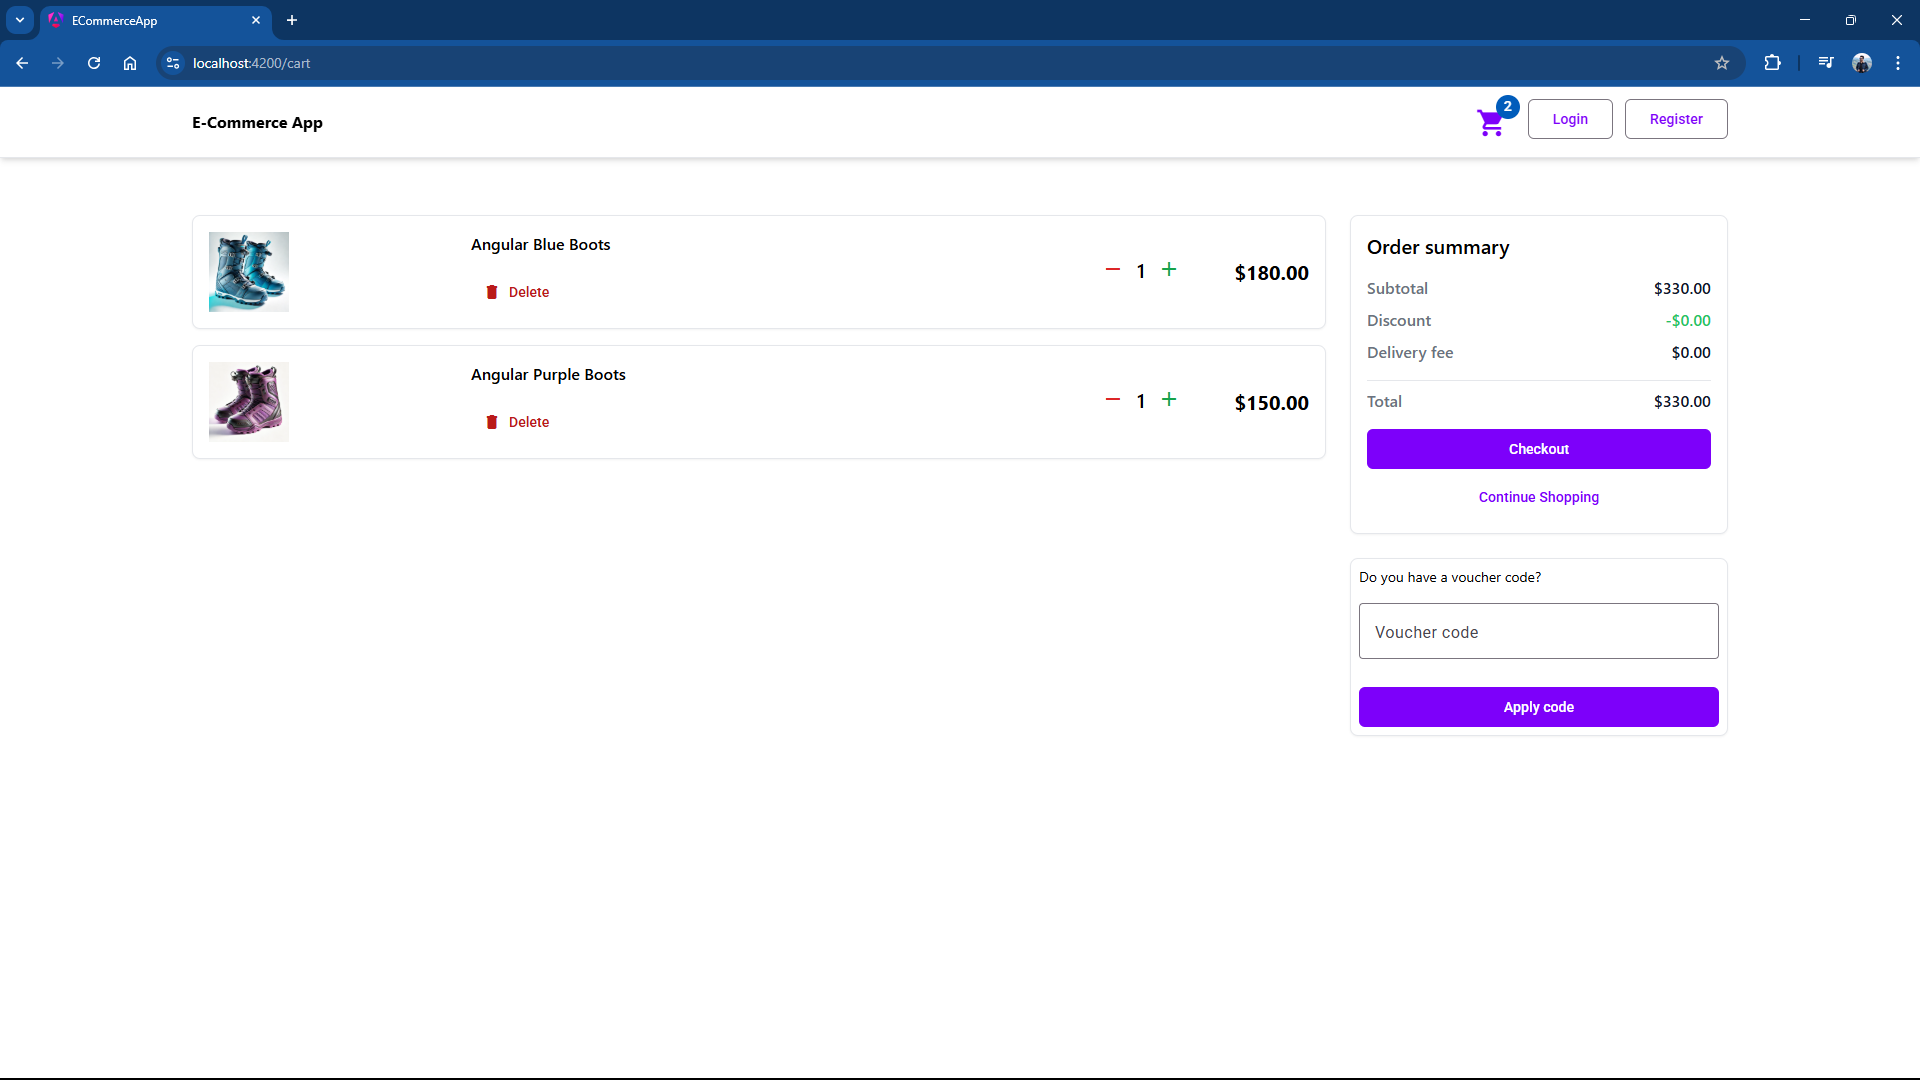 ECommerceApp
localhost:4200/cart
E-Commerce App
2
Login
Register
Angular Blue Boots
Delete
1
$180.00
Angular Purple Boots
Delete
1
$150.00
Order summary
Subtotal $330.00
Discount -$0.00
Delivery fee $0.00
Total $330.00
Checkout
Continue Shopping
Do you have a voucher code?
Voucher code
Apply code